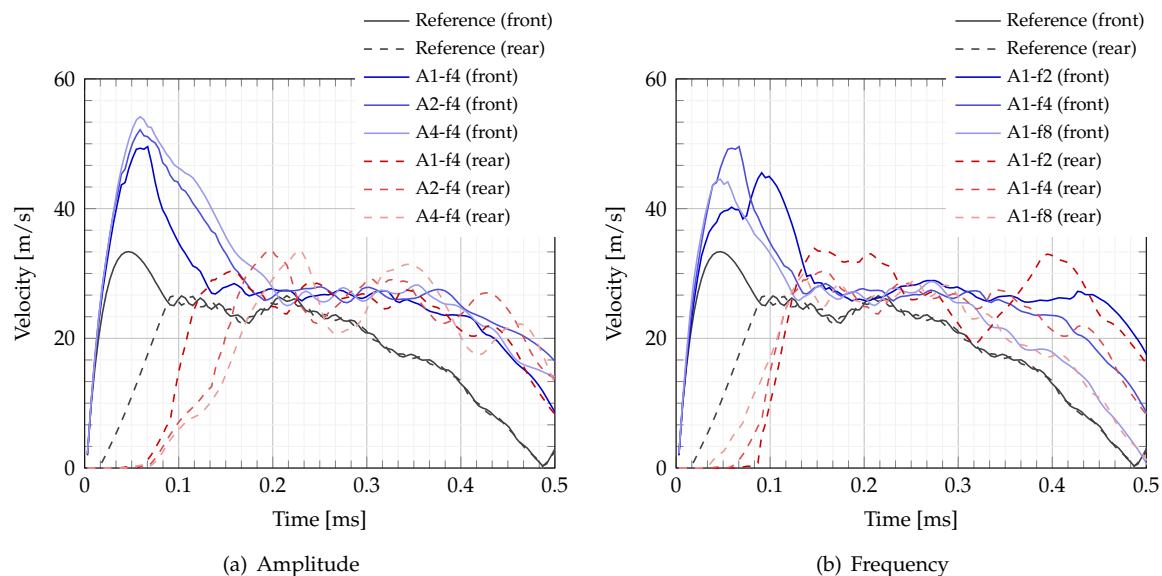 Reference (front)
Reference (rear)
A1-f4 (front)
A2-f4 (front)
A4-f4 (front)
A1-f4 (rear)
A2-f4 (rear)
A4-f4 (rear)
60
40
20
0
Velocity [m/s]
0 0.1 0.2 0.3 0.4 0.5
Time [ms]
(a) Amplitude
Reference (front)
Reference (rear)
A1-f2 (front)
A1-f4 (front)
A1-f8 (front)
A1-f2 (rear)
A1-f4 (rear)
A1-f8 (rear)
60
40
20
0
Velocity [m/s]
0 0.1 0.2 0.3 0.4 0.5
Time [ms]
(b) Frequency